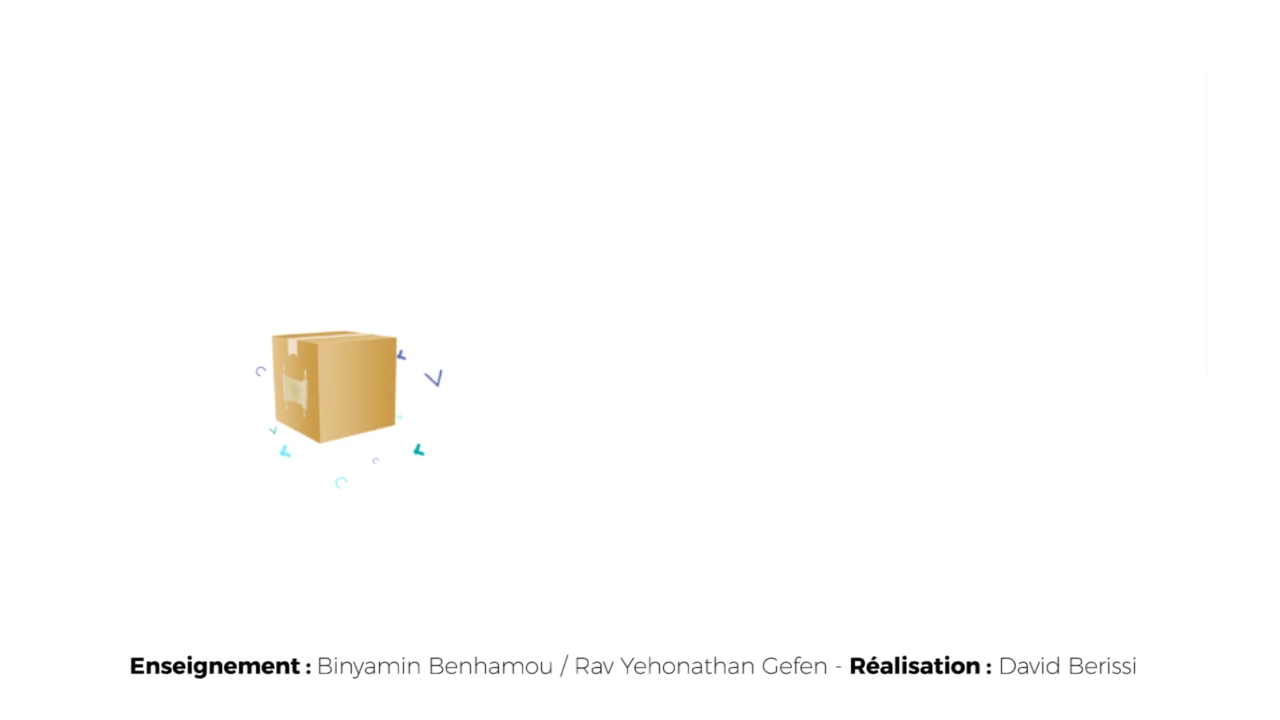 Enseignement : Binyamin Benhamou / Rav Yehonathan Gefen - Réalisation : David Berissi